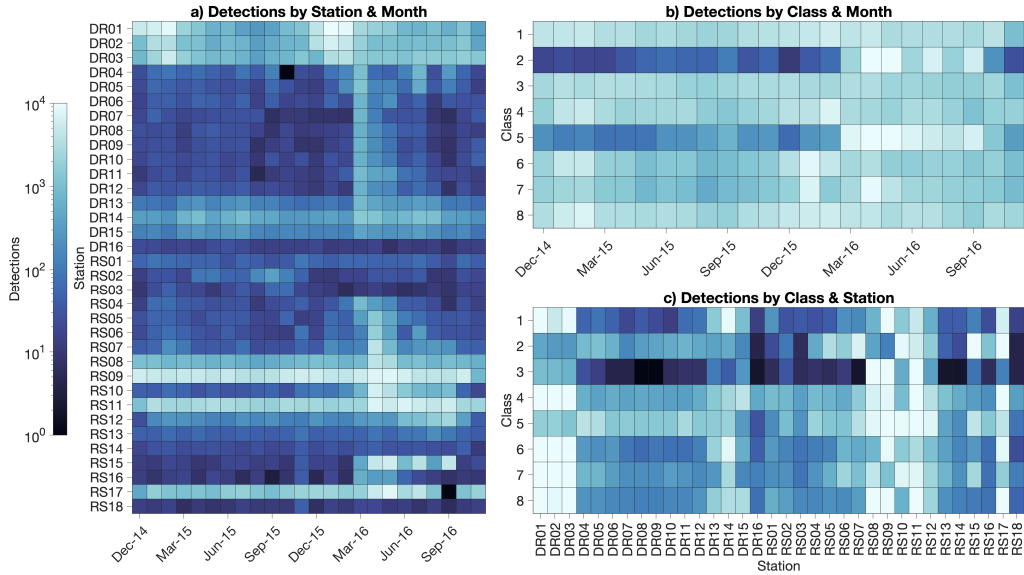 a) Detections by Station & Month
DR01
DR02
DR03
DR04
DR05
DR06
DR07
DR08
DR09
DR10
DR11
DR12
DR13
DR14
DR15
DR16
RS01
RS02
RS03
RS04
RS05
RS06
RS07
RS08
RS09
RS10
RS11
RS12
RS13
RS14
RS15
RS16
RS17
RS18
Station
Dec-14
Mar-15
Jun-15
Sep-15
Dec-15
Mar-16
Jun-16
Sep-16
10^4
10^3
10^2
10^1
10^0
Detections
b) Detections by Class & Month
1
2
3
4
5
6
7
8
Class
Dec-14
Mar-15
Jun-15
Sep-15
Dec-15
Mar-16
Jun-16
Sep-16
c) Detections by Class & Station
1
2
3
4
5
6
7
8
Class
DR01
DR02
DR03
DR04
DR05
DR06
DR07
DR08
DR09
DR10
DR11
DR12
DR13
DR14
DR15
DR16
RS01
RS02
RS03
RS04
RS05
RS06
RS07
RS08
RS09
RS10
RS11
RS12
RS13
RS14
RS15
RS16
RS17
RS18
Station